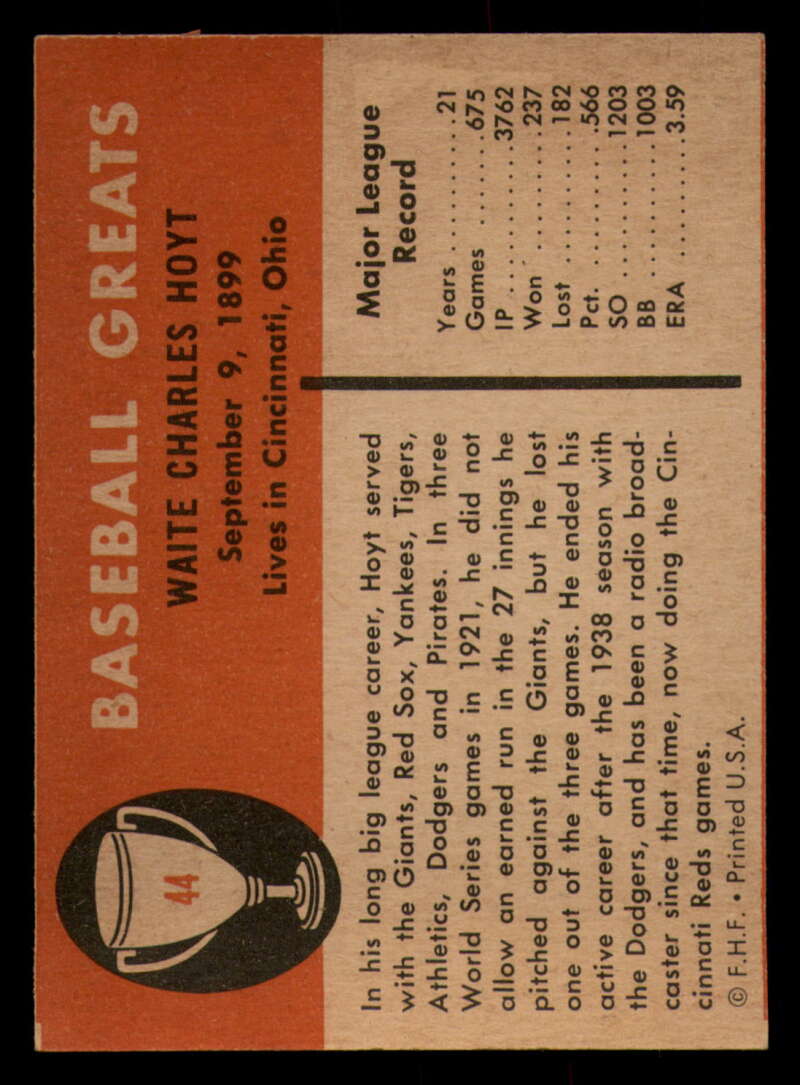 BASEBALL GREATS
WAITE CHARLES HOYT
September 9, 1899
Lives in Cincinnati, Ohio
44
In his long big league career, Hoyt served
with the Giants, Red Sox, Yankees, Tigers,
Athletics, Dodgers and Pirates. In three
World Series games in 1921, he did not
allow an earned run in the 27 innings he
pitched against the Giants, but he lost
one out of the three games. He ended his
active career after the 1938 season with
the Dodgers, and has been a radio broad-
caster since that time, now doing the Cin-
cinnati Reds games.
© F.H.F. • Printed U.S.A.
Major League
Record
Years .........21
Games .......675
IP ..........3762
Won .........237
Lost .........182
Pct. .........566
SO .........1203
BB .........1003
ERA ........3.59